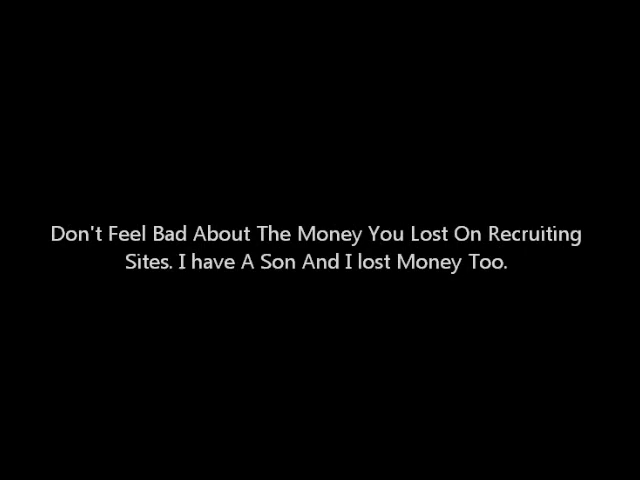 Don't Feel Bad About The Money You Lost On Recruiting
Sites. I have A Son And I lost Money Too.